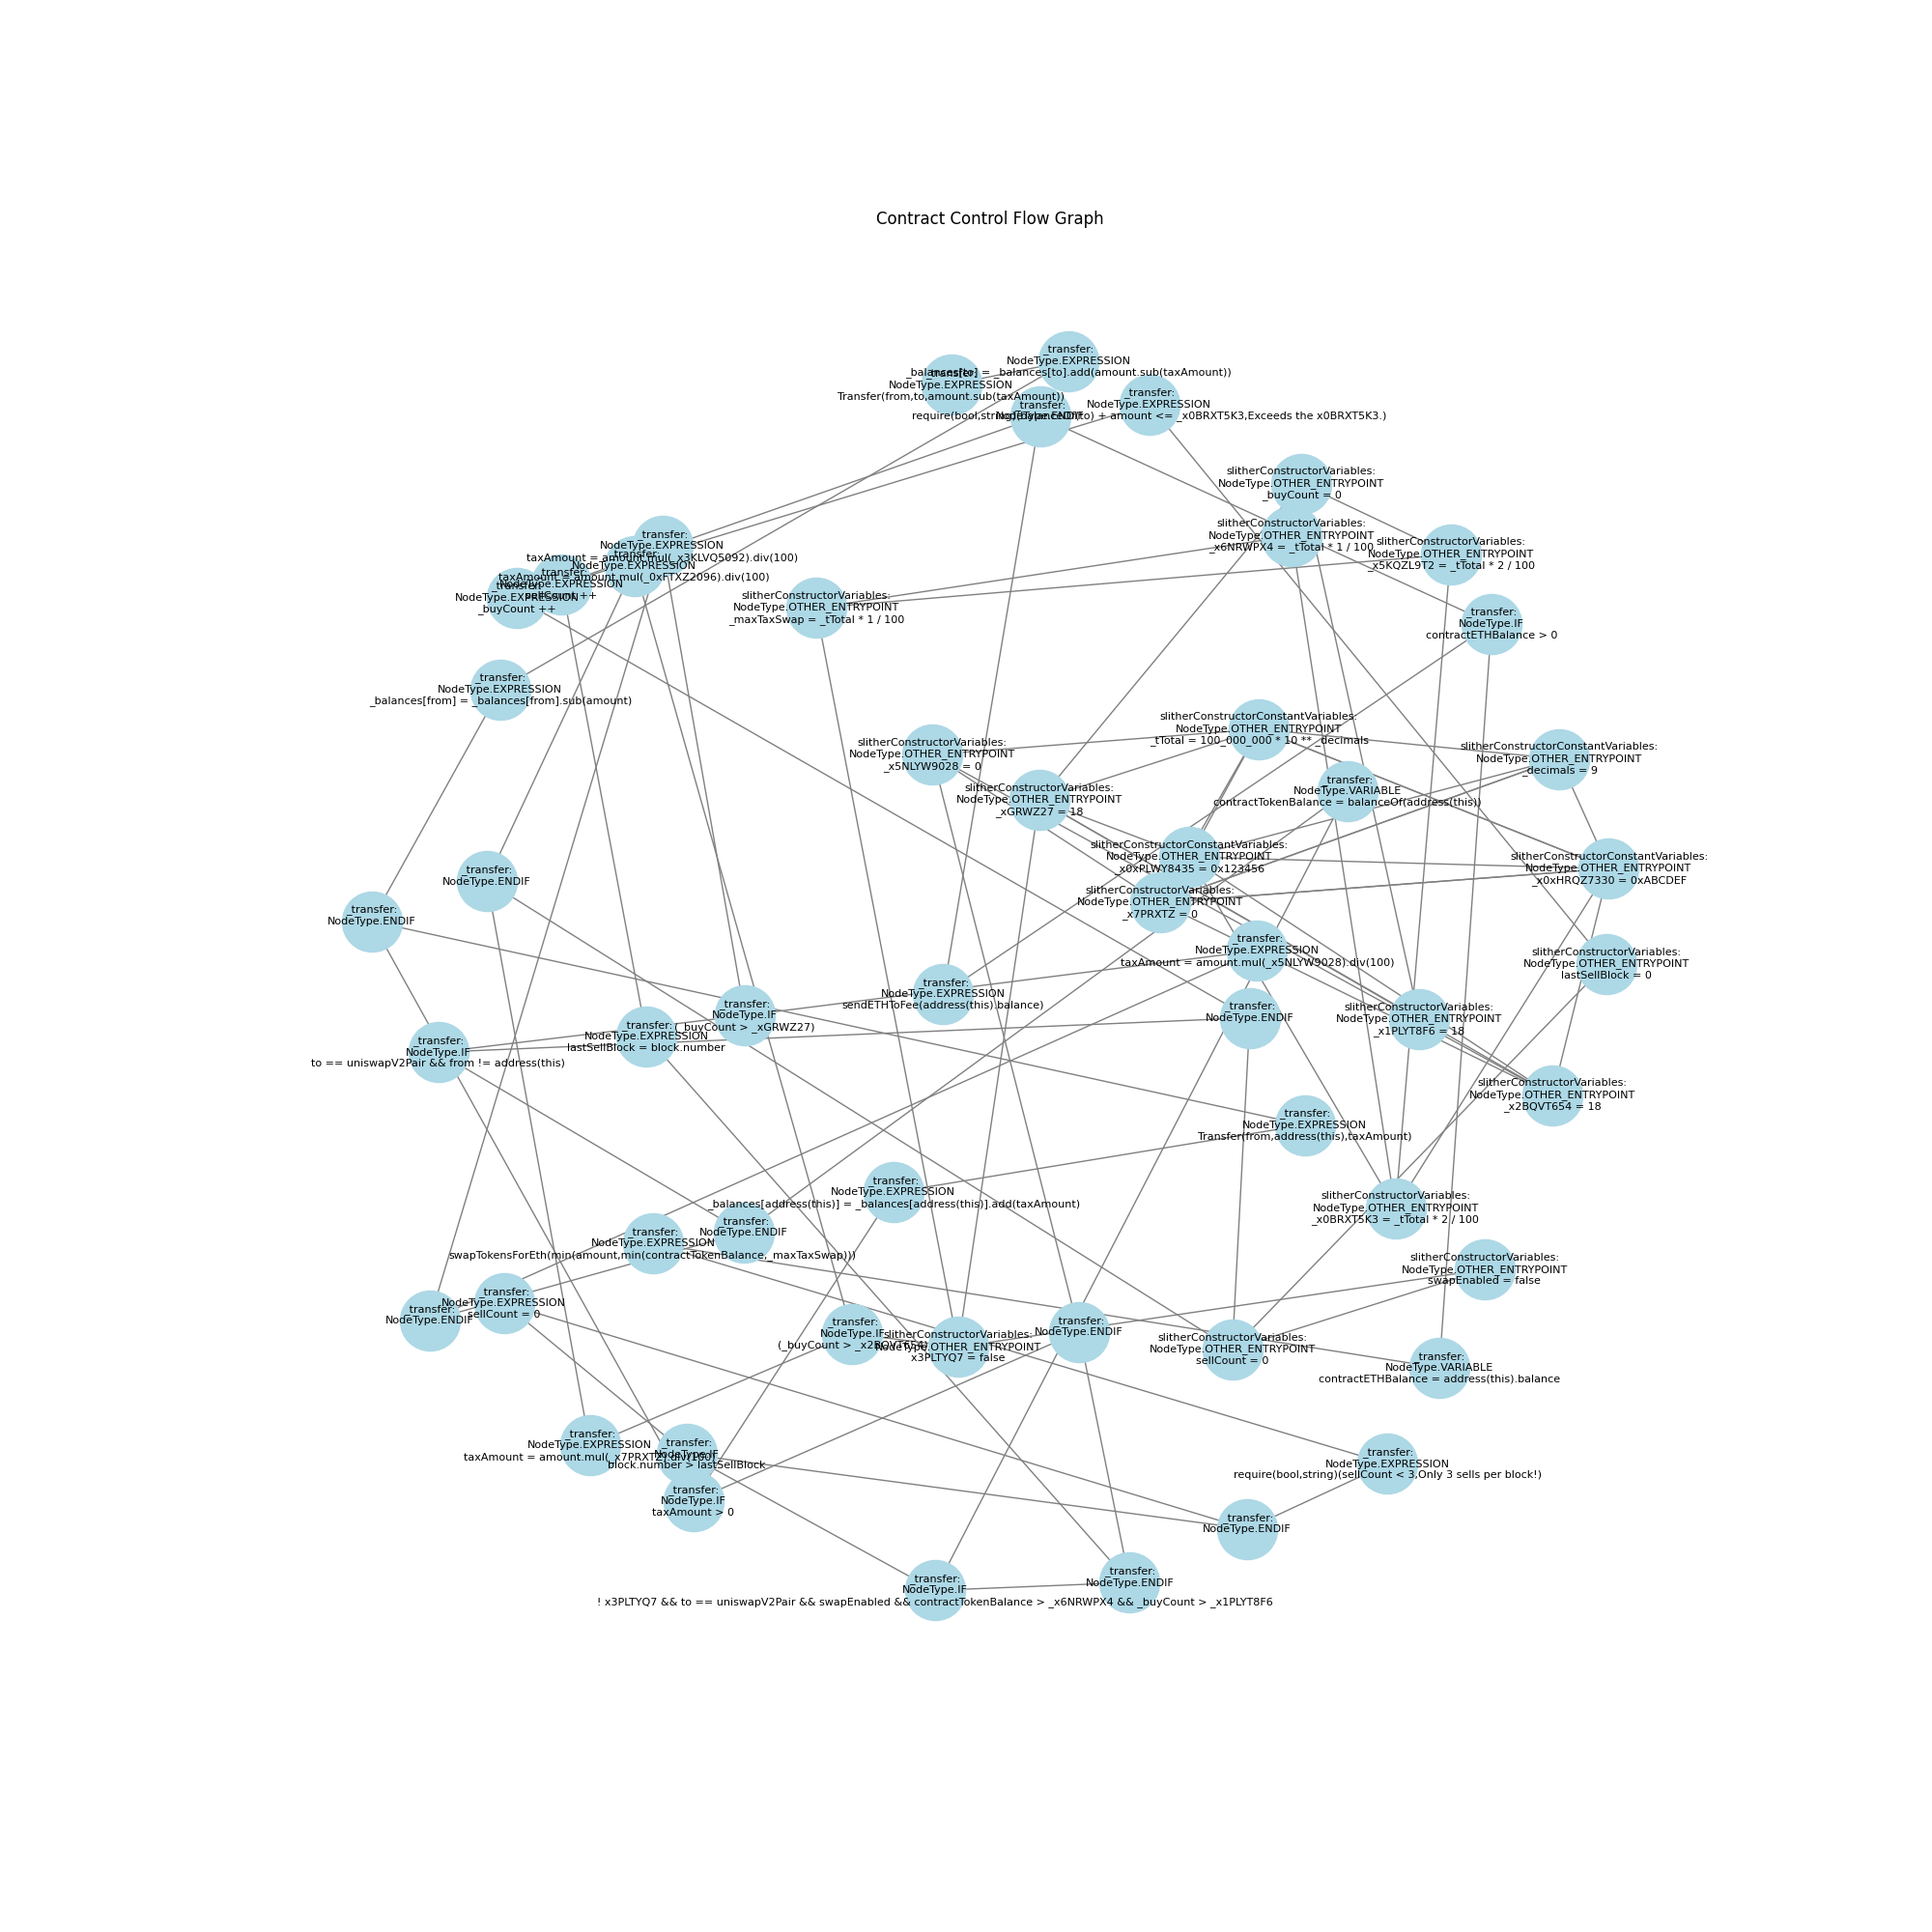 Contract Control Flow Graph
_transfer:
NodeType.EXPRESSION
_balances[to] = _balances[to].add(amount.sub(taxAmount))
_transfer:
NodeType.EXPRESSION
Transfer(from,to,amount.sub(taxAmount))
_transfer:
NodeType.EXPRESSION
require(bool,string)(balanceOf(to) + amount <= _x0BRXT5K3,Exceeds the x0BRXT5K3.)
_transfer:
NodeType.ENDIF
slitherConstructorVariables:
NodeType.OTHER_ENTRYPOINT
_buyCount = 0
slitherConstructorVariables:
NodeType.OTHER_ENTRYPOINT
_x6NRWPX4 = _tTotal * 1 / 100
slitherConstructorVariables:
NodeType.OTHER_ENTRYPOINT
_x5KQZL9T2 = _tTotal * 2 / 100
_transfer:
NodeType.EXPRESSION
taxAmount = amount.mul(_x3KLVQ5092).div(100)
_transfer:
NodeType.EXPRESSION
taxAmount = amount.mul(_0xFTXZ2096).div(100)
_transfer:
NodeType.EXPRESSION
sellCount ++
_transfer:
NodeType.EXPRESSION
_buyCount ++
slitherConstructorVariables:
NodeType.OTHER_ENTRYPOINT
_maxTaxSwap = _tTotal * 1 / 100
_transfer:
NodeType.IF
contractETHBalance > 0
_transfer:
NodeType.EXPRESSION
_balances[from] = _balances[from].sub(amount)
slitherConstructorConstantVariables:
NodeType.OTHER_ENTRYPOINT
_tTotal = 100_000_000 * 10 ** _decimals
slitherConstructorVariables:
NodeType.OTHER_ENTRYPOINT
_x5NLYW9028 = 0
slitherConstructorConstantVariables:
NodeType.OTHER_ENTRYPOINT
_decimals = 9
slitherConstructorVariables:
NodeType.OTHER_ENTRYPOINT
_xGRWZ27 = 18
_transfer:
NodeType.VARIABLE
contractTokenBalance = balanceOf(address(this))
slitherConstructorConstantVariables:
NodeType.OTHER_ENTRYPOINT
_x0xPLWY8435 = 0x123456
slitherConstructorConstantVariables:
NodeType.OTHER_ENTRYPOINT
_x0xHRQZ7330 = 0xABCDEF
_transfer:
NodeType.ENDIF
slitherConstructorVariables:
NodeType.OTHER_ENTRYPOINT
_x7PRXTZ = 0
_transfer:
NodeType.ENDIF
_transfer:
NodeType.EXPRESSION
taxAmount = amount.mul(_x5NLYW9028).div(100)
slitherConstructorVariables:
NodeType.OTHER_ENTRYPOINT
lastSellBlock = 0
_transfer:
NodeType.EXPRESSION
sendETHToFee(address(this).balance)
_transfer:
NodeType.IF
(_buyCount > _xGRWZ27)
_transfer:
NodeType.ENDIF
slitherConstructorVariables:
NodeType.OTHER_ENTRYPOINT
_x1PLYT8F6 = 18
_transfer:
NodeType.EXPRESSION
lastSellBlock = block.number
_transfer:
NodeType.IF
to == uniswapV2Pair && from != address(this)
slitherConstructorVariables:
NodeType.OTHER_ENTRYPOINT
_x2BQVT654 = 18
_transfer:
NodeType.EXPRESSION
Transfer(from,address(this),taxAmount)
_transfer:
NodeType.EXPRESSION
_balances[address(this)] = _balances[address(this)].add(taxAmount)
slitherConstructorVariables:
NodeType.OTHER_ENTRYPOINT
_x0BRXT5K3 = _tTotal * 2 / 100
_transfer:
NodeType.ENDIF
_transfer:
NodeType.EXPRESSION
swapTokensForEth(min(amount,min(contractTokenBalance,_maxTaxSwap)))
slitherConstructorVariables:
NodeType.OTHER_ENTRYPOINT
swapEnabled = false
_transfer:
NodeType.EXPRESSION
sellCount = 0
_transfer:
NodeType.ENDIF
_transfer:
NodeType.IF
(_buyCount > _x2BQVT654)
slitherConstructorVariables:
NodeType.OTHER_ENTRYPOINT
x3PLTYQ7 = false
_transfer:
NodeType.ENDIF
slitherConstructorVariables:
NodeType.OTHER_ENTRYPOINT
sellCount = 0
_transfer:
NodeType.VARIABLE
contractETHBalance = address(this).balance
_transfer:
NodeType.EXPRESSION
taxAmount = amount.mul(_x7PRXTZ).div(100)
_transfer:
NodeType.IF
block.number > lastSellBlock
_transfer:
NodeType.EXPRESSION
require(bool,string)(sellCount < 3,Only 3 sells per block!)
_transfer:
NodeType.IF
taxAmount > 0
_transfer:
NodeType.ENDIF
_transfer:
NodeType.ENDIF
_transfer:
NodeType.IF
! x3PLTYQ7 && to == uniswapV2Pair && swapEnabled && contractTokenBalance > _x6NRWPX4 && _buyCount > _x1PLYT8F6